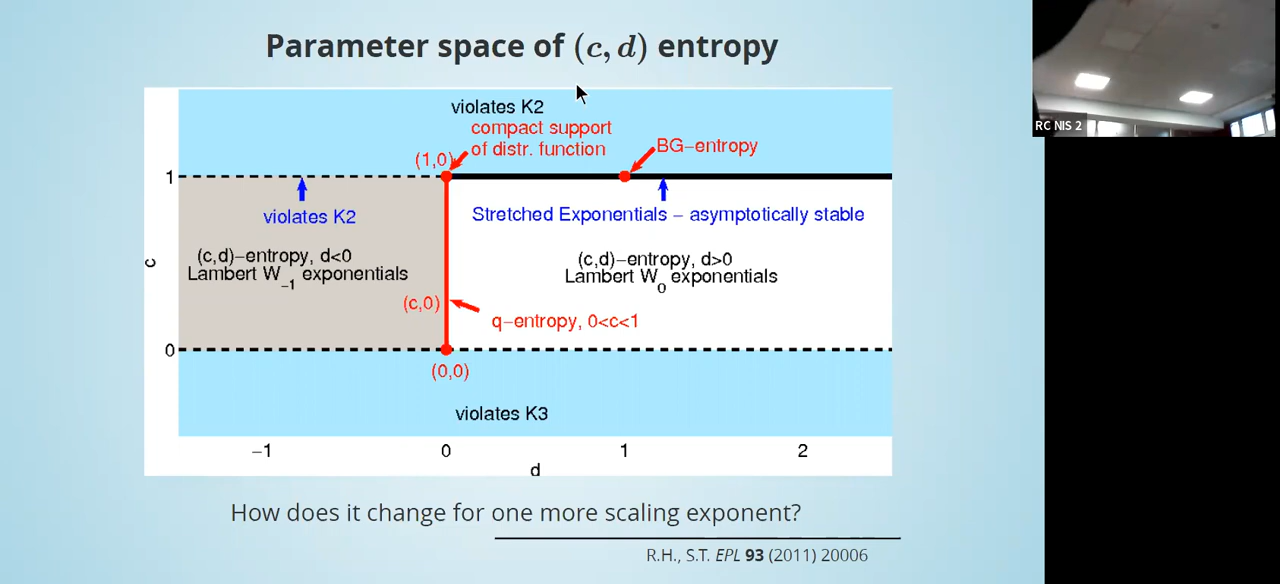 Parameter space of (c, d) entropy
violates K2
compact support
of distr. function
(1,0)
BG−entropy
1
violates K2
Stretched Exponentials − asymptotically stable
(c,d)−entropy, d<0
Lambert W₋₁ exponentials
(c,d)−entropy, d>0
Lambert W₀ exponentials
c
(c,0)
q−entropy, 0<c<1
0
(0,0)
violates K3
−1 0 1 2
d
How does it change for one more scaling exponent?
R.H., S.T. EPL 93 (2011) 20006
RC NIS 2